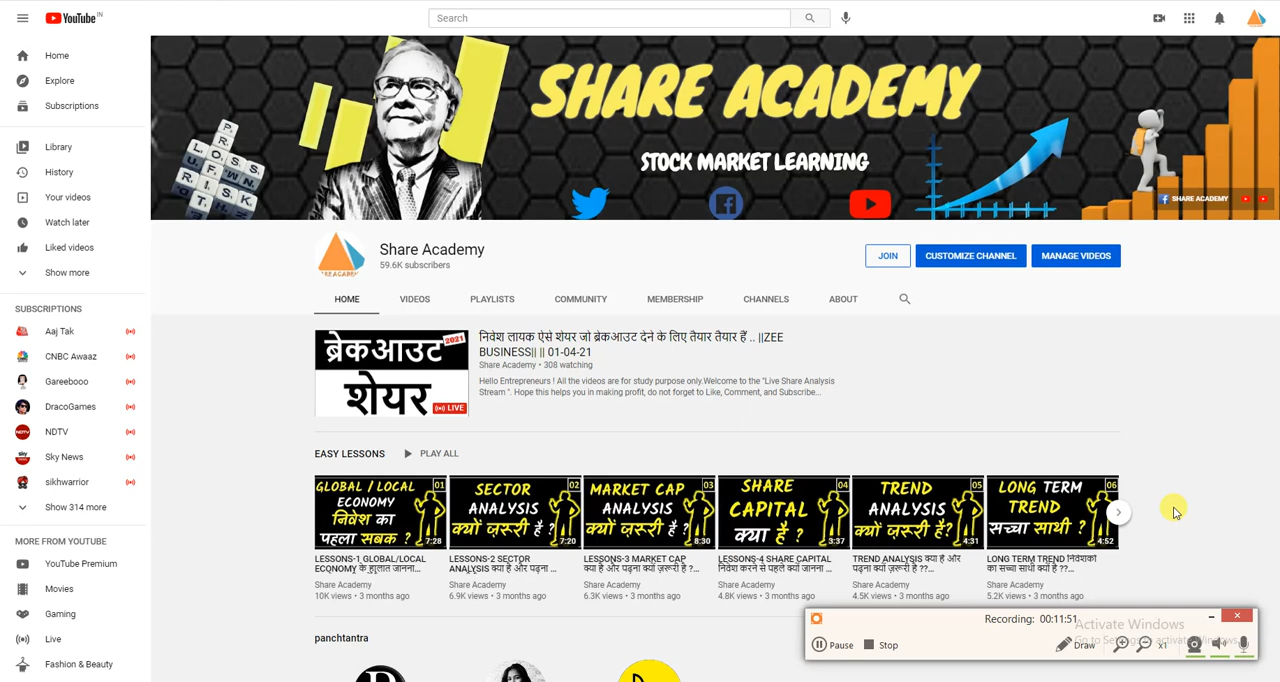 YouTube IN
Search
Home
Explore
Subscriptions
Library
History
Your videos
Watch later
Liked videos
Show more
SUBSCRIPTIONS
Aaj Tak
CNBC Awaaz
Gareebooo
DracoGames
NDTV
Sky News
sikhwarrior
Show 314 more
MORE FROM YOUTUBE
YouTube Premium
Movies
Gaming
Live
Fashion & Beauty
SHARE ACADEMY
STOCK MARKET LEARNING
SHARE ACADEMY
Share Academy
59.6K subscribers
JOIN
CUSTOMIZE CHANNEL
MANAGE VIDEOS
HOME
VIDEOS
PLAYLISTS
COMMUNITY
MEMBERSHIP
CHANNELS
ABOUT
ब्रेकआउट 2021
शेयर
LIVE
निवेश लायक ऐसे शेयर जो ब्रेकआउट देने के लिए तैयार तैयार हैं .. ||ZEE
BUSINESS|| || 01-04-21
Share Academy • 308 watching
Hello Entrepreneurs ! All the videos are for study purpose only.Welcome to the "Live Share Analysis
Stream ". Hope this helps you in making profit, do not forget to Like, Comment, and Subscribe...
EASY LESSONS
PLAY ALL
GLOBAL / LOCAL 01
ECONOMY
निवेश का
पहला सबक ? 7:28
LESSONS-1 GLOBAL/LOCAL
ECONOMY के हालात जानना...
Share Academy
10K views • 3 months ago
SECTOR 02
ANALYSIS
क्यों ज़रूरी है ? 7:20
LESSONS-2 SECTOR
ANALYSIS क्या है और पढ़ना ...
Share Academy
6.9K views • 3 months ago
MARKET CAP 03
ANALYSIS
क्यों ज़रूरी है ? 8:30
LESSONS-3 MARKET CAP
क्या है और पढ़ना क्यों ज़रूरी है ?...
Share Academy
6.3K views • 3 months ago
SHARE 04
CAPITAL
क्या है ? 3:37
LESSONS-4 SHARE CAPITAL
निवेश करने से पहले क्यों जानना ...
Share Academy
4.8K views • 3 months ago
TREND 05
ANALYSIS
क्यों ज़रूरी है? 4:31
TREND ANALYSIS क्या है और
पढ़ना क्यों ज़रूरी है ??...
Share Academy
4.5K views • 3 months ago
LONG TERM 06
TREND
सच्चा साथी ? 4:52
LONG TERM TREND निवेशको
का सच्चा साथी क्यों है ??
Share Academy
5.2K views • 3 months ago
panchtantra
Recording: 00:11:51
Activate Windows
Pause
Stop
Draw
x1